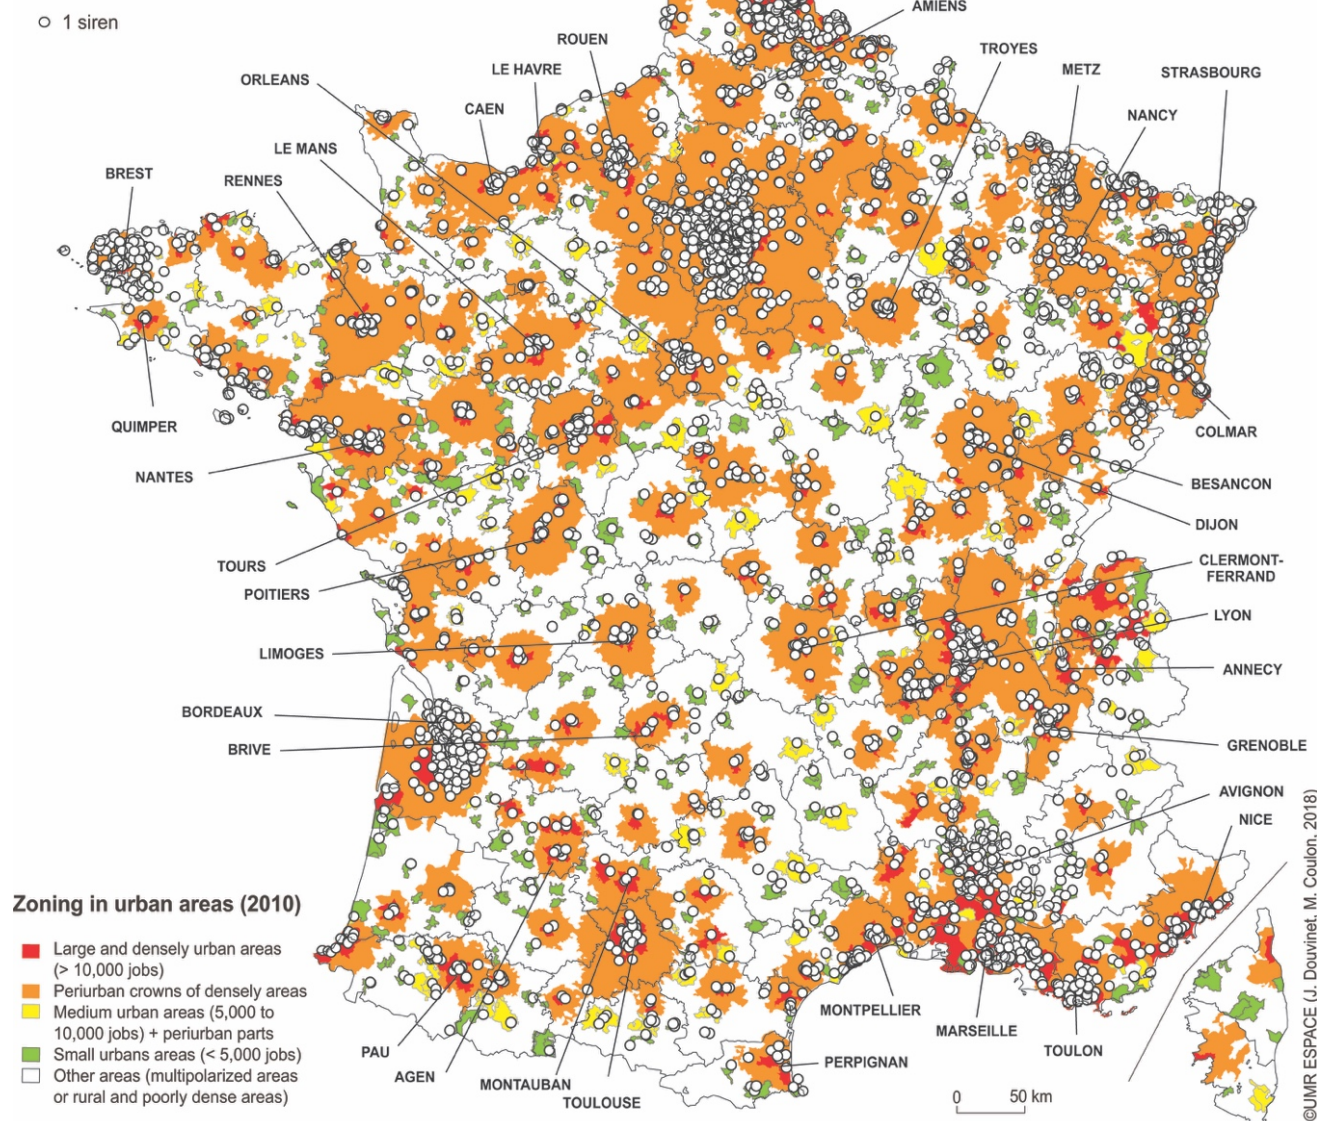 1 siren
AMIENS
ROUEN
TROYES
LE HAVRE
METZ
STRASBOURG
ORLEANS
CAEN
NANCY
LE MANS
BREST
RENNES
QUIMPER
COLMAR
NANTES
BESANCON
DIJON
TOURS
CLERMONT-
FERRAND
POITIERS
LYON
LIMOGES
ANNECY
BORDEAUX
BRIVE
GRENOBLE
AVIGNON
NICE
Zoning in urban areas (2010)
Large and densely urban areas
(> 10,000 jobs)
Periurban crowns of densely areas
Medium urban areas (5,000 to
10,000 jobs) + periurban parts
Small urbans areas (< 5,000 jobs)
Other areas (multipolarized areas
or rural and poorly dense areas)
MONTPELLIER
MARSEILLE
TOULON
PAU
AGEN
MONTAUBAN
TOULOUSE
PERPIGNAN
0 50 km
©UMR ESPACE (J. Douvinet, M. Coulon, 2018)